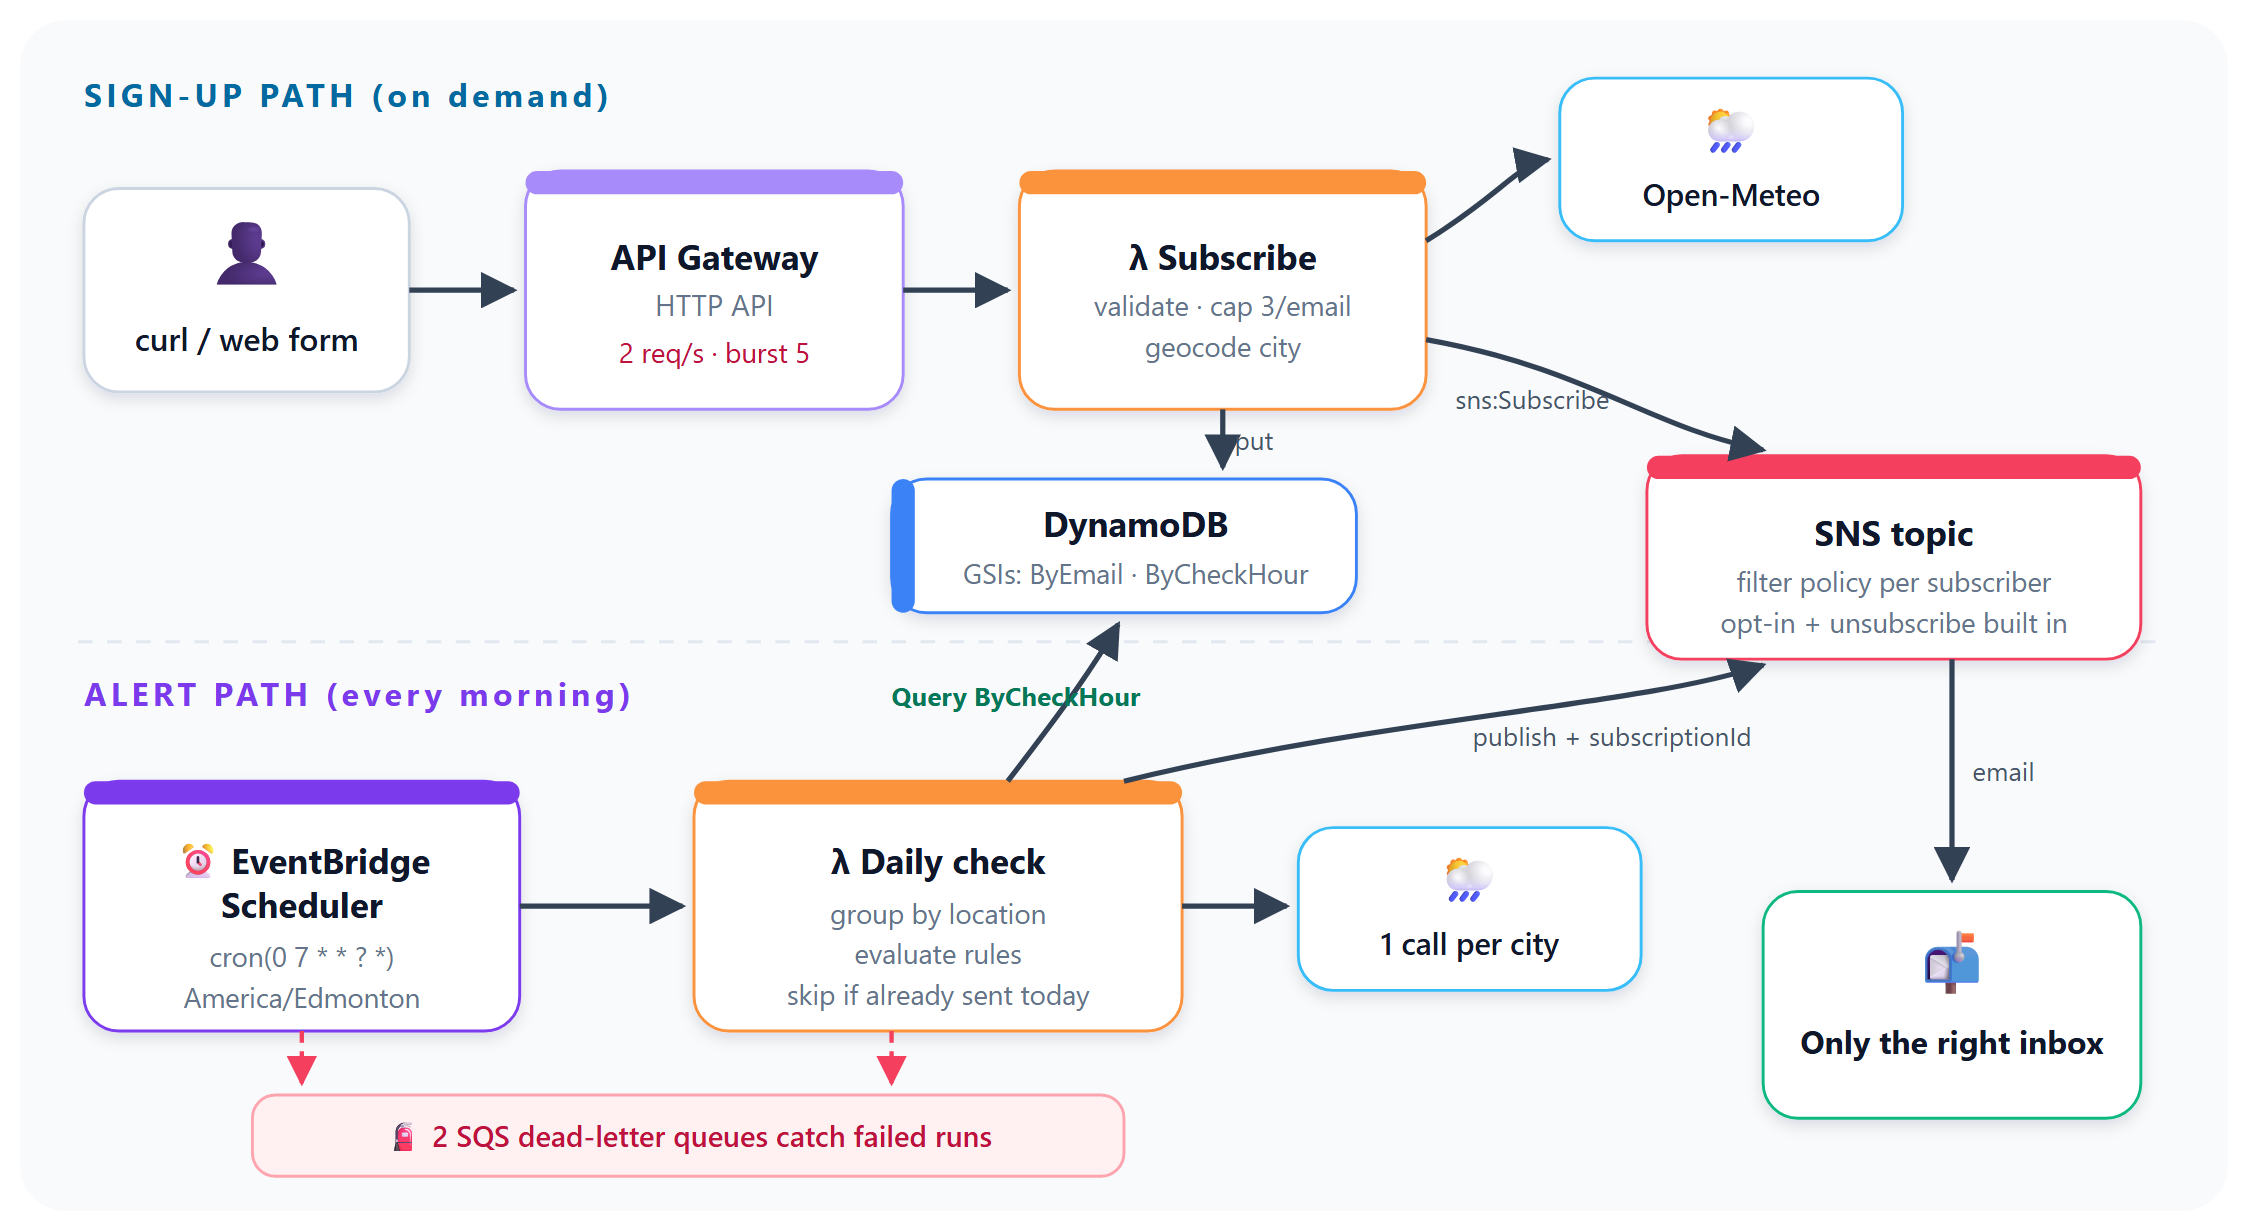 SIGN-UP PATH (on demand)
curl / web form
API Gateway
HTTP API
2 req/s · burst 5
λ Subscribe
validate · cap 3/email
geocode city
Open-Meteo
sns:Subscribe
put
DynamoDB
GSIs: ByEmail · ByCheckHour
SNS topic
filter policy per subscriber
opt-in + unsubscribe built in
ALERT PATH (every morning)
Query ByCheckHour
publish + subscriptionId
email
EventBridge
Scheduler
cron(0 7 * * ? *)
America/Edmonton
λ Daily check
group by location
evaluate rules
skip if already sent today
1 call per city
Only the right inbox
2 SQS dead-letter queues catch failed runs